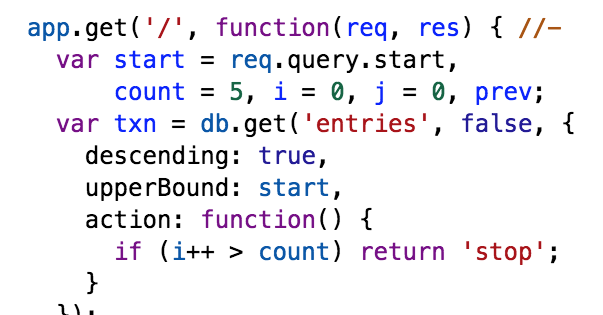 app.get('/', function(req, res) { //-
  var start = req.query.start,
      count = 5, i = 0, j = 0, prev;
  var txn = db.get('entries', false, {
    descending: true,
    upperBound: start,
    action: function() {
      if (i++ > count) return 'stop';
    }
  });